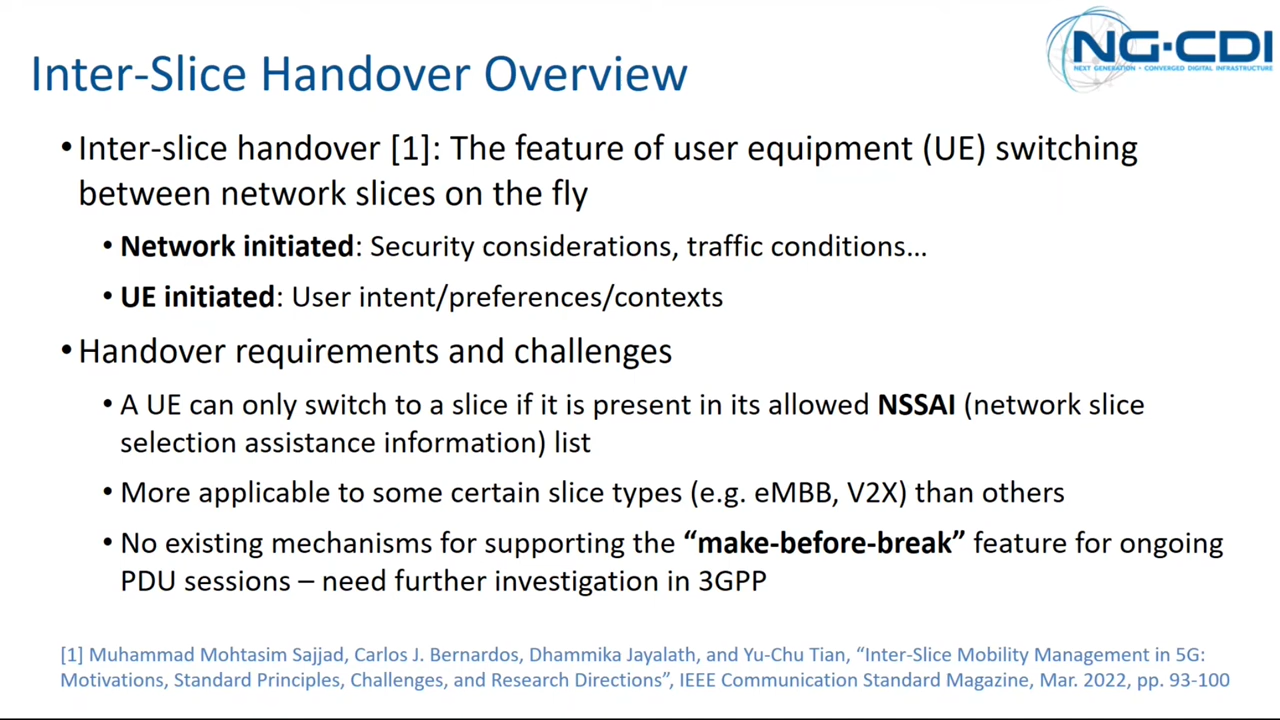 NG-CDI
NEXT GENERATION • CONVERGED DIGITAL INFRASTRUCTURE
Inter-Slice Handover Overview
•Inter-slice handover [1]: The feature of user equipment (UE) switching
between network slices on the fly
• Network initiated: Security considerations, traffic conditions…
• UE initiated: User intent/preferences/contexts
•Handover requirements and challenges
• A UE can only switch to a slice if it is present in its allowed NSSAI (network slice
selection assistance information) list
• More applicable to some certain slice types (e.g. eMBB, V2X) than others
• No existing mechanisms for supporting the “make-before-break” feature for ongoing
PDU sessions – need further investigation in 3GPP
[1] Muhammad Mohtasim Sajjad, Carlos J. Bernardos, Dhammika Jayalath, and Yu-Chu Tian, “Inter-Slice Mobility Management in 5G:
Motivations, Standard Principles, Challenges, and Research Directions”, IEEE Communication Standard Magazine, Mar. 2022, pp. 93-100